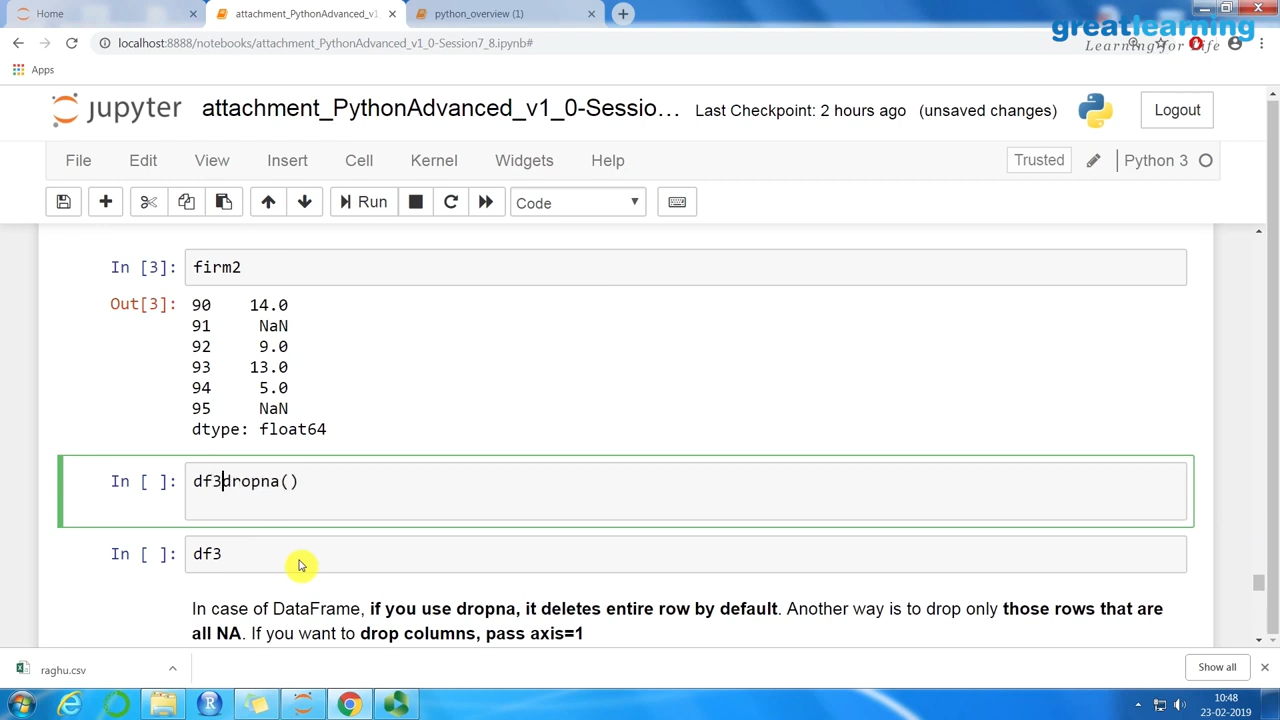 Home
attachment_PythonAdvanced_v1_
python_overview (1)
localhost:8888/notebooks/attachment_PythonAdvanced_v1_0-Session7_8.ipynb#
greatlearning
Learning for Life
Apps
jupyter
attachment_PythonAdvanced_v1_0-Sessio...
Last Checkpoint: 2 hours ago
(unsaved changes)
Logout
File Edit View Insert Cell Kernel Widgets Help
Trusted
Python 3
Run
Code
In [3]: firm2
Out[3]: 90 14.0
91 NaN
92 9.0
93 13.0
94 5.0
95 NaN
dtype: float64
In [ ]: df3dropna()
In [ ]: df3
In case of DataFrame, if you use dropna, it deletes entire row by default. Another way is to drop only those rows that are
all NA. If you want to drop columns, pass axis=1
raghu.csv
Show all
10:48
23-02-2019